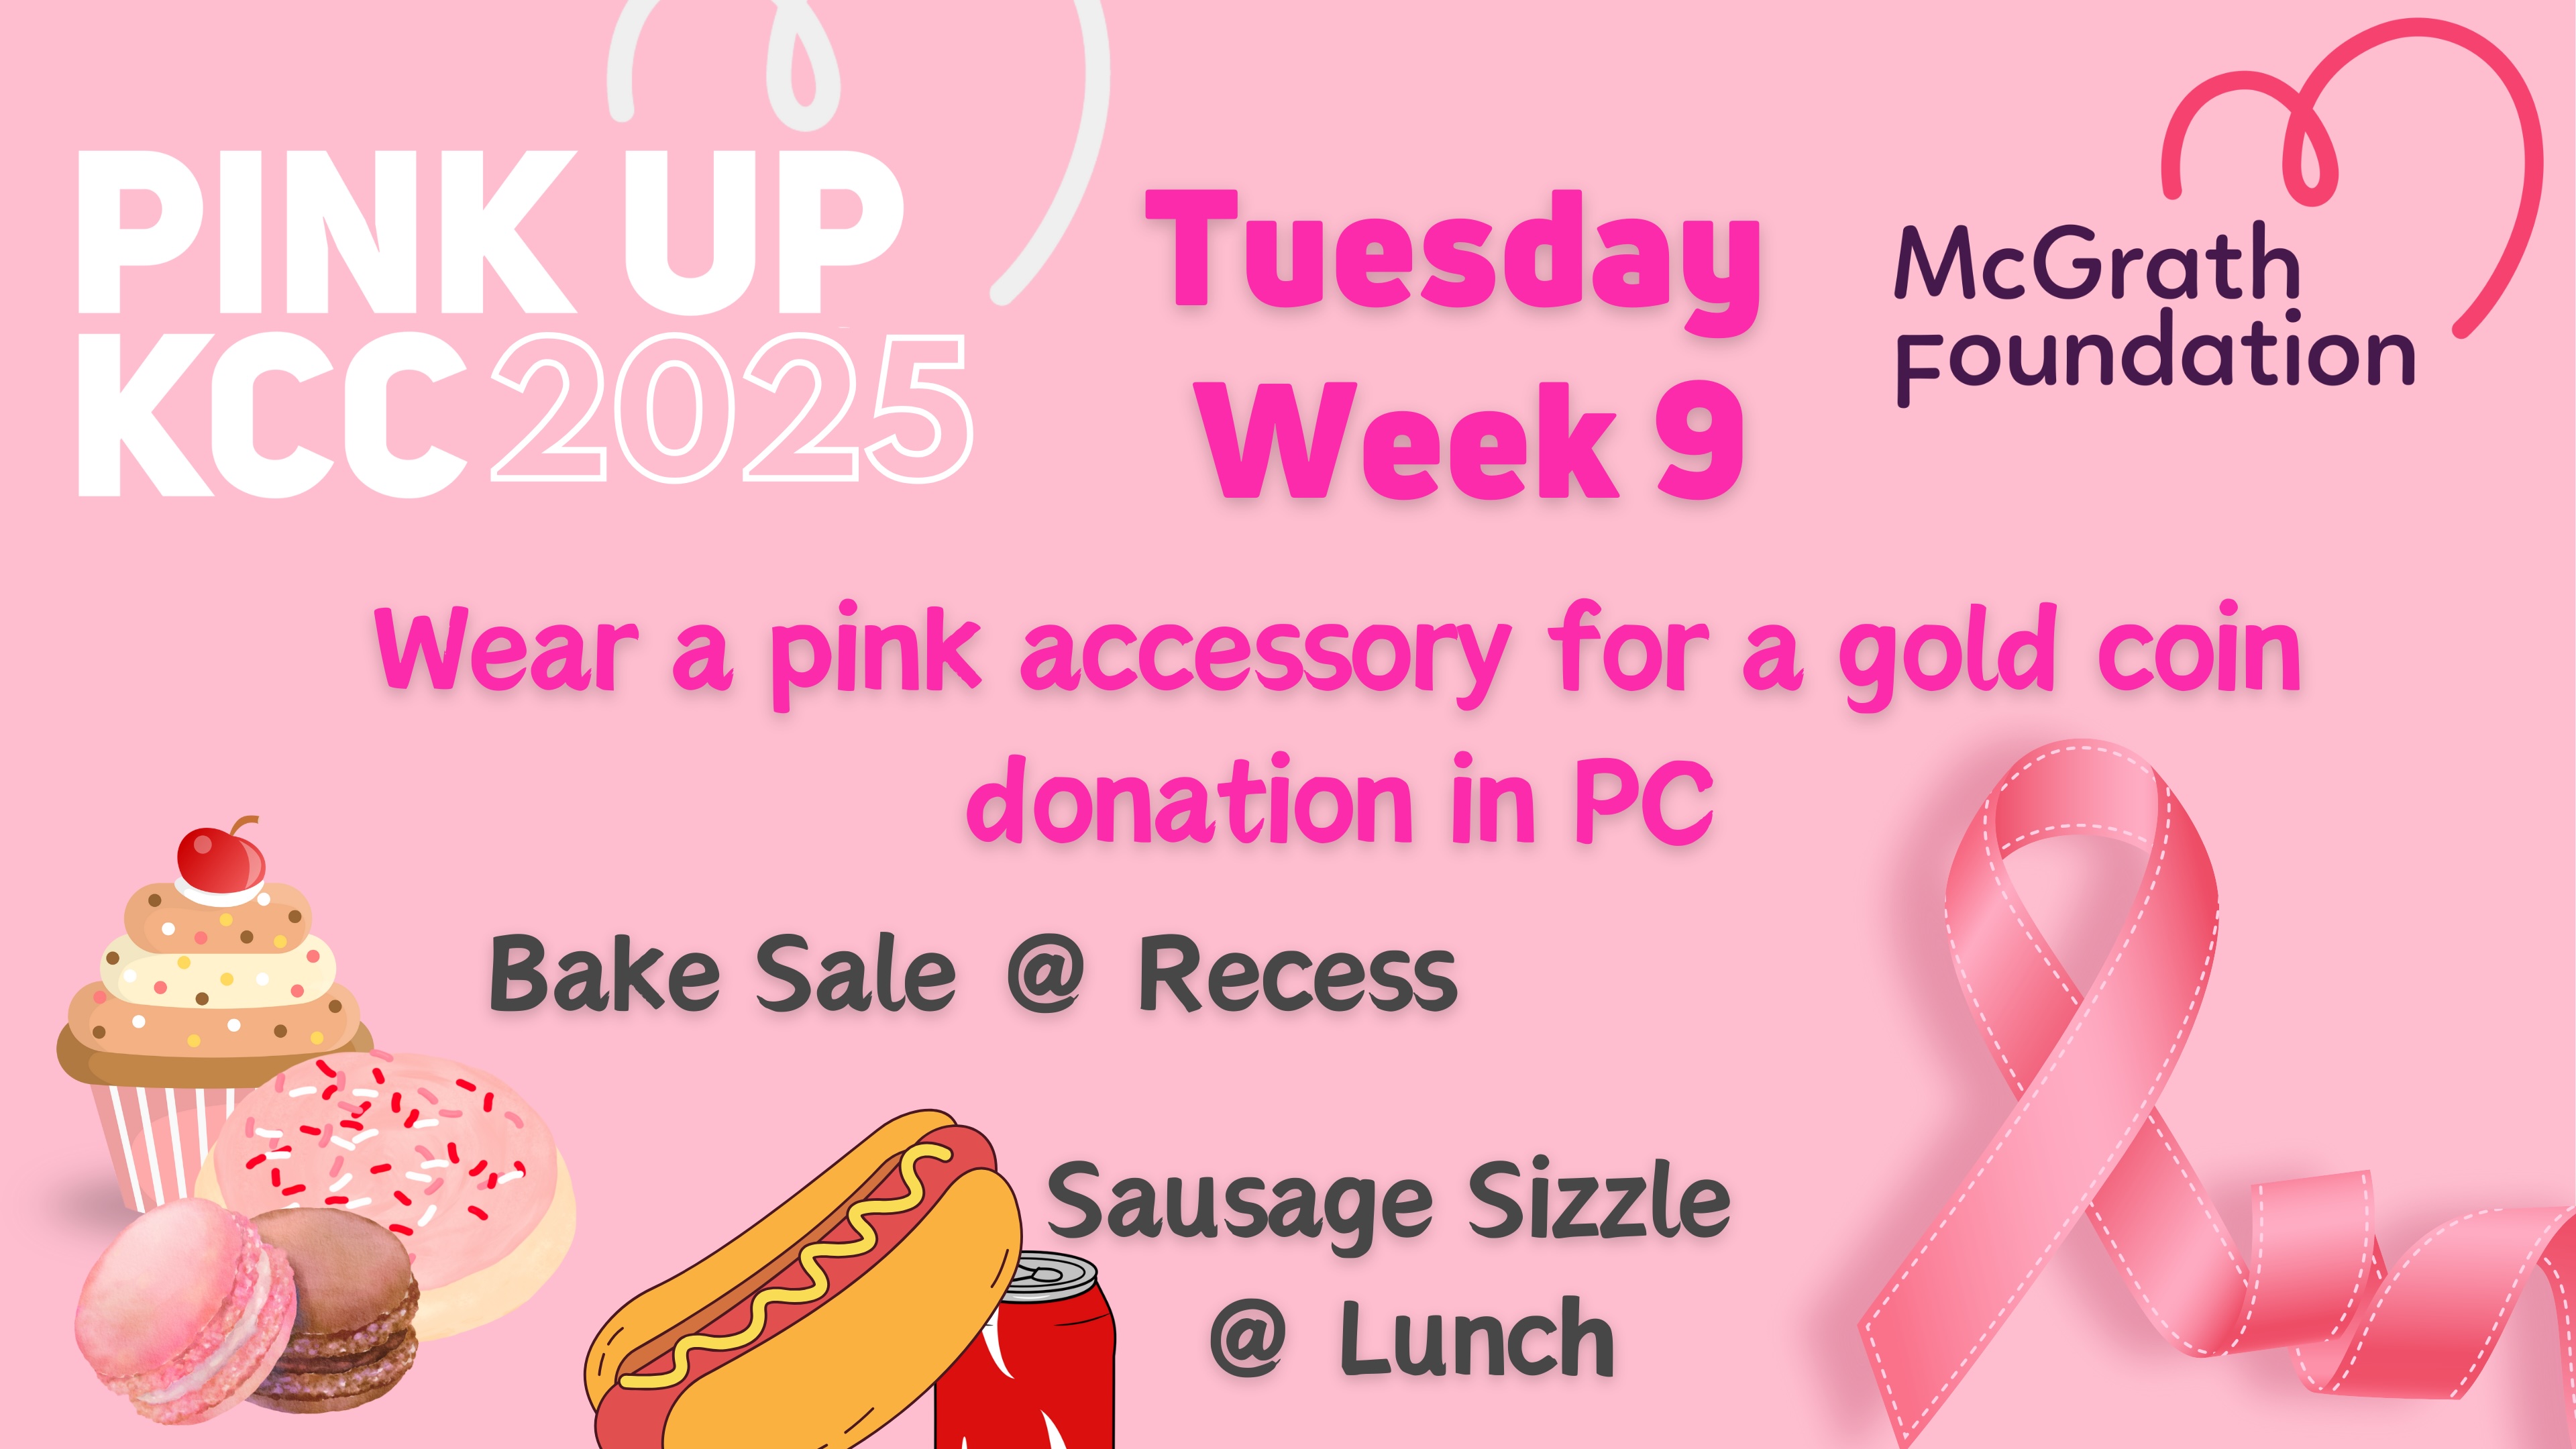 PINK UP
KCC 2025
Tuesday
Week 9
McGrath
Foundation
Wear a pink accessory for a gold coin
donation in PC
Bake Sale @ Recess
Sausage Sizzle
@ Lunch